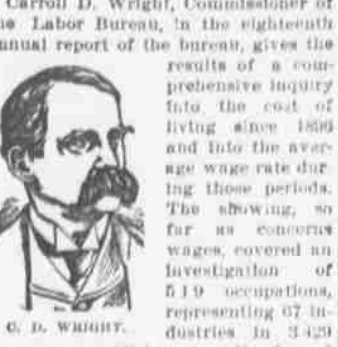 Carroll D. Wright, Commissioner of
Labor Bureau, in the eighteenth
nnual report of the bureau, gives the
results of a com-
prehensive inquiry
into the cost of
living since 1890
and into the aver-
age wage rate dur-
ing those periods.
The showing, so
far as concerns
wages, covered an
investigation of
519 occupations,
representing 67 in-
dustries in 3,429
C. D. WRIGHT.